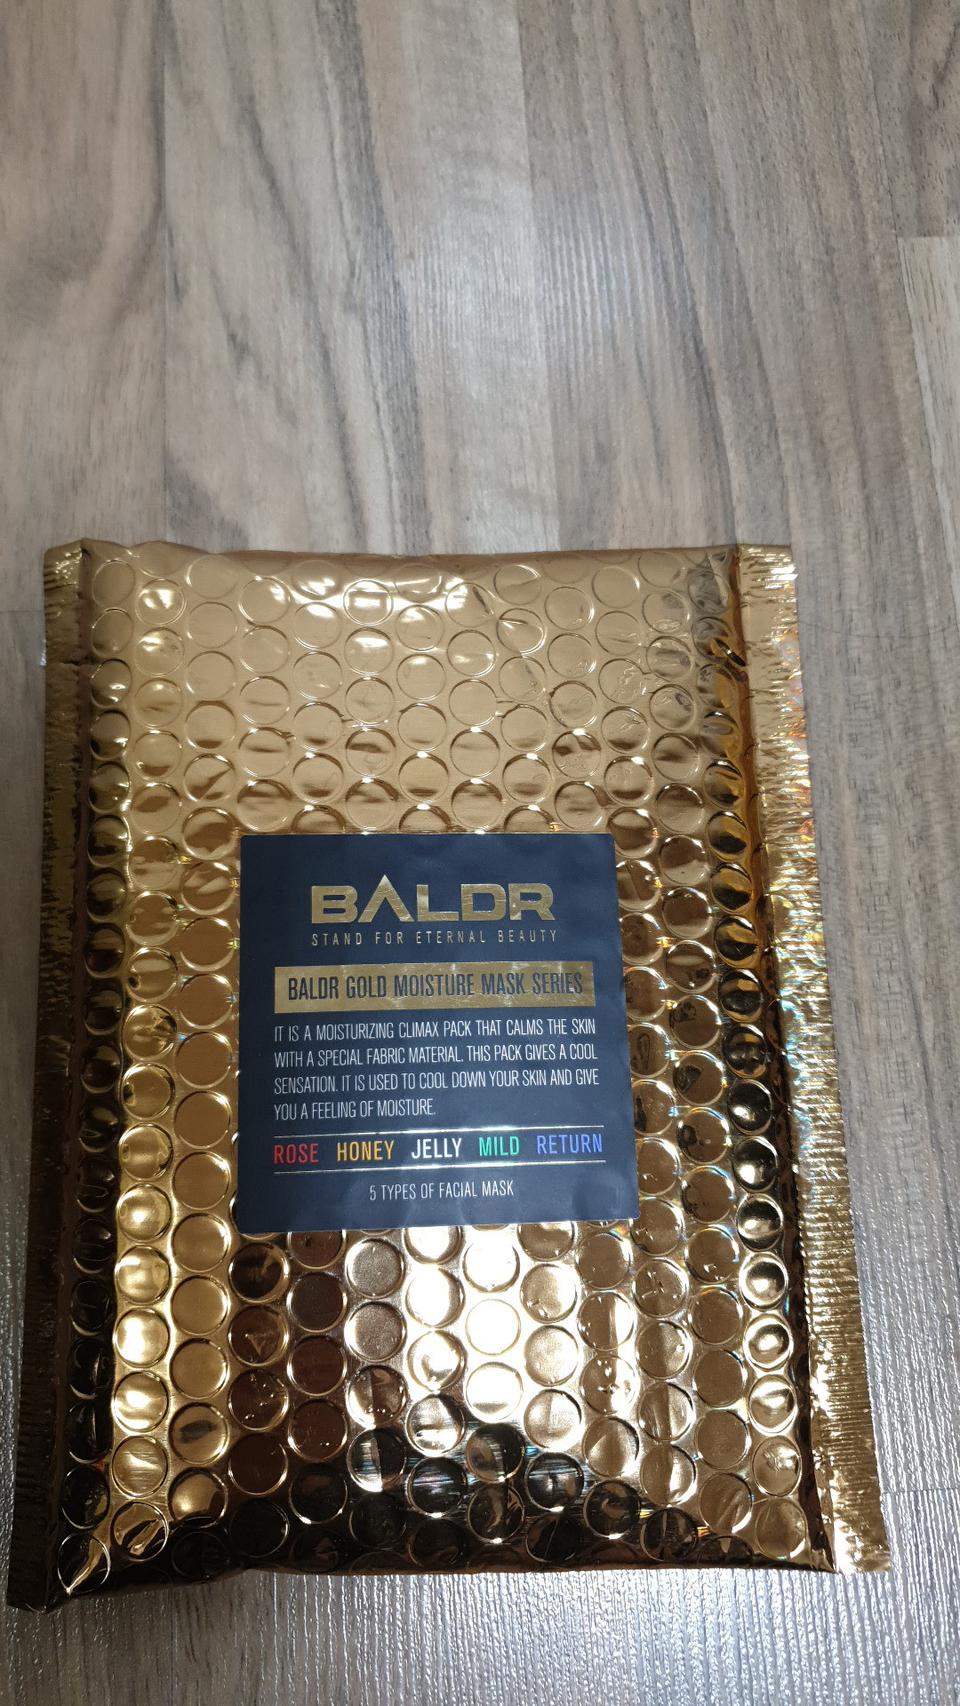 BALDR
STAND FOR ETERNAL BEAUTY
BALDR GOLD MOISTURE MASK SERIES
IT IS A MOISTURIZING CLIMAX PACK THAT CALMS THE SKIN
WITH A SPECIAL FABRIC MATERIAL. THIS PACK GIVES A COOL
SENSATION. IT IS USED TO COOL DOWN YOUR SKIN AND GIVE
YOU A FEELING OF MOISTURE.
ROSE HONEY JELLY MILD RETURN
5 TYPES OF FACIAL MASK